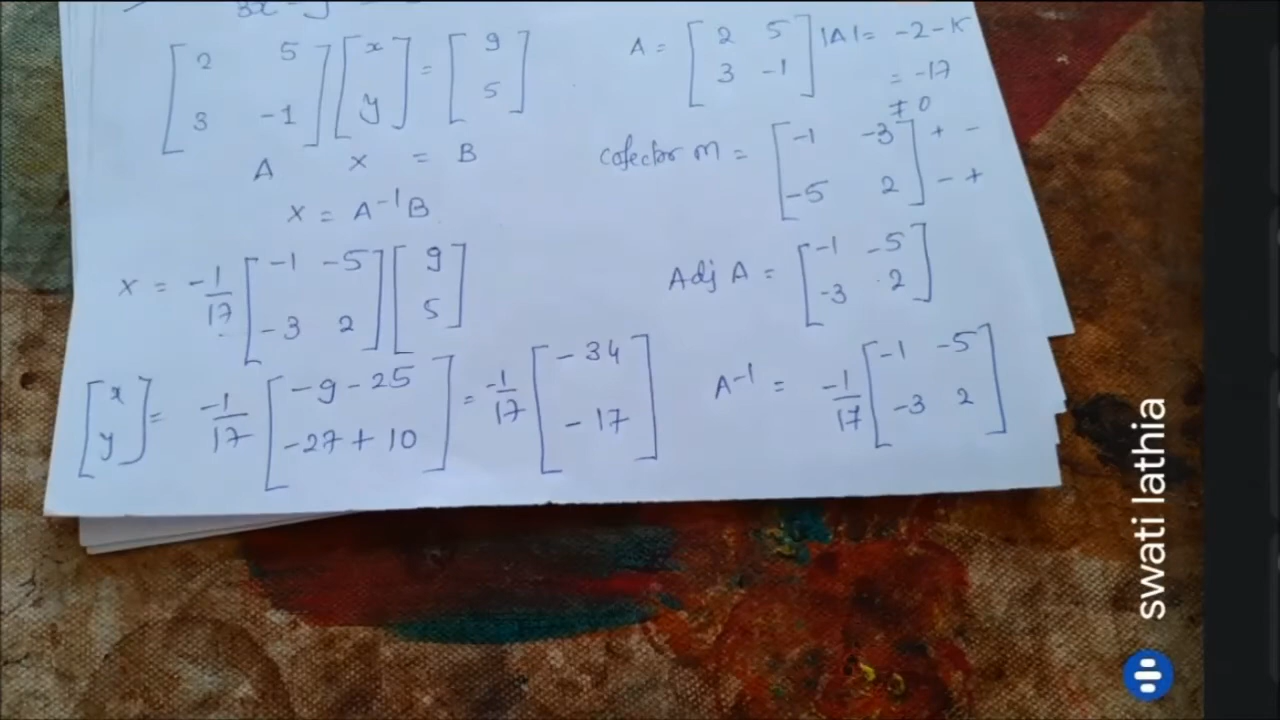 [2 5
3 -1] [x
y] = [9
5]
A x = B
x = A⁻¹B
x = -1/17 [-1 -5
-3 2] [9
5]
[x
y] = -1/17 [-9-25
-27+10] = -1/17 [-34
-17]
A = [2 5
3 -1] |A| = -2-15
= -17
≠ 0
Cofector m = [-1 -3
-5 2] + -
- +
Adj A = [-1 -5
-3 2]
A⁻¹ = -1/17 [-1 -5
-3 2]
swati lathia